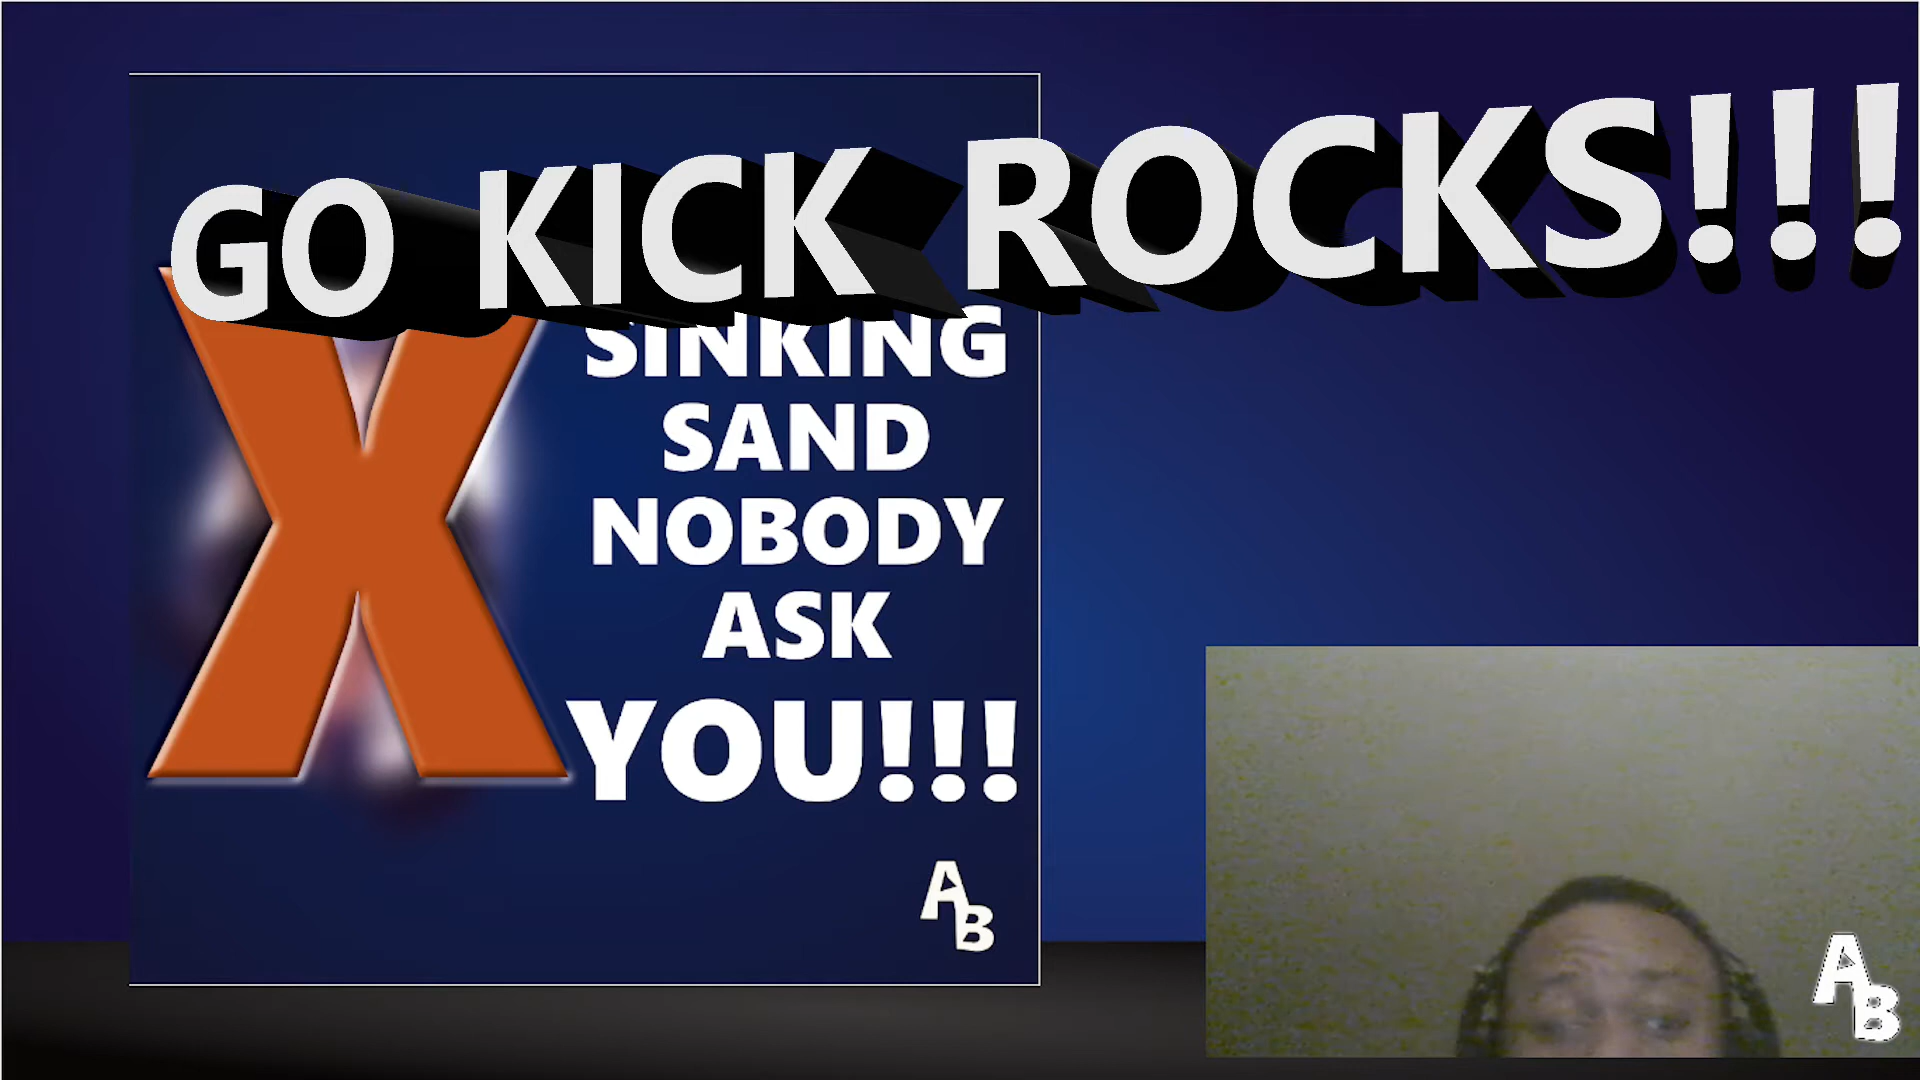 GO KICK ROCKS!!!
X
SINKING
SAND
NOBODY
ASK
YOU!!!
AB
AB